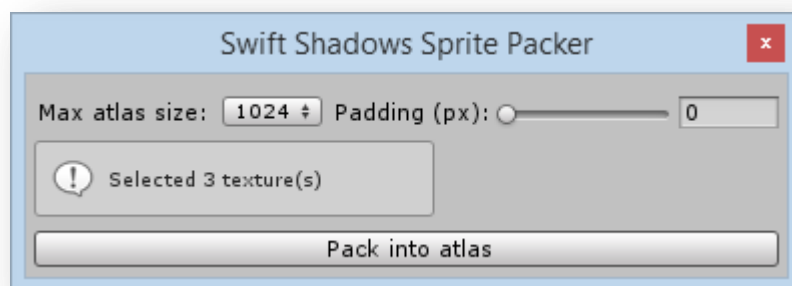 Swift Shadows Sprite Packer
x
Max atlas size: 1024 Padding (px): 0
Selected 3 texture(s)
Pack into atlas